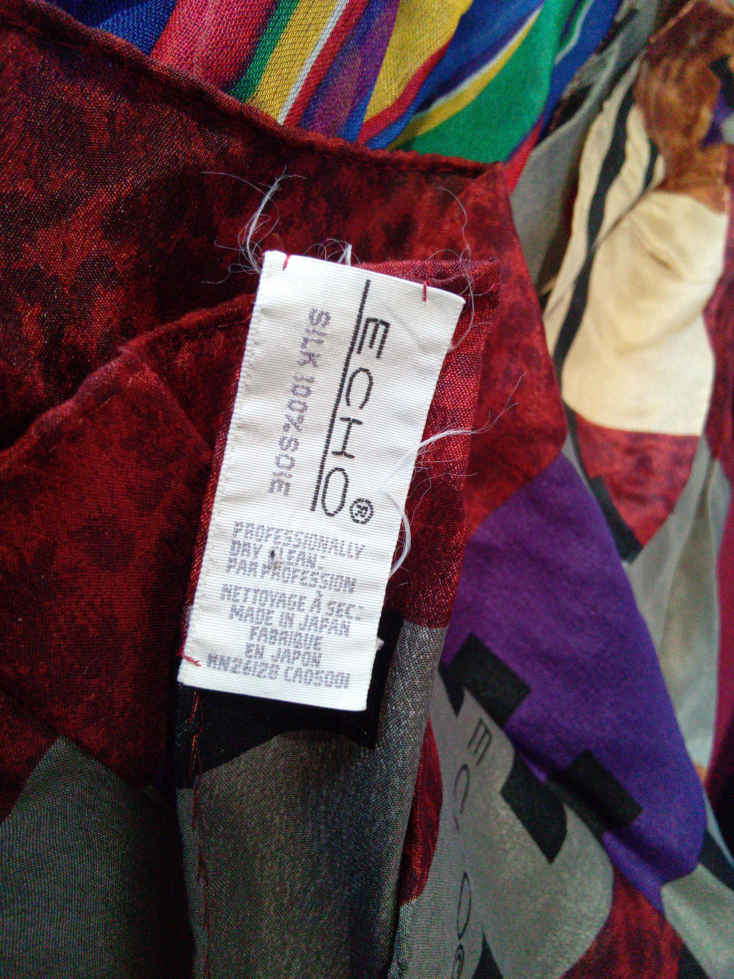 ECHO®
SILK 100% SOIE
PROFESSIONALLY
DRY CLEAN.
PAR PROFESSION
NETTOYAGE À SEC:
MADE IN JAPAN
FABRIQUE
EN JAPON
RN26128 CA05001
ECHO®